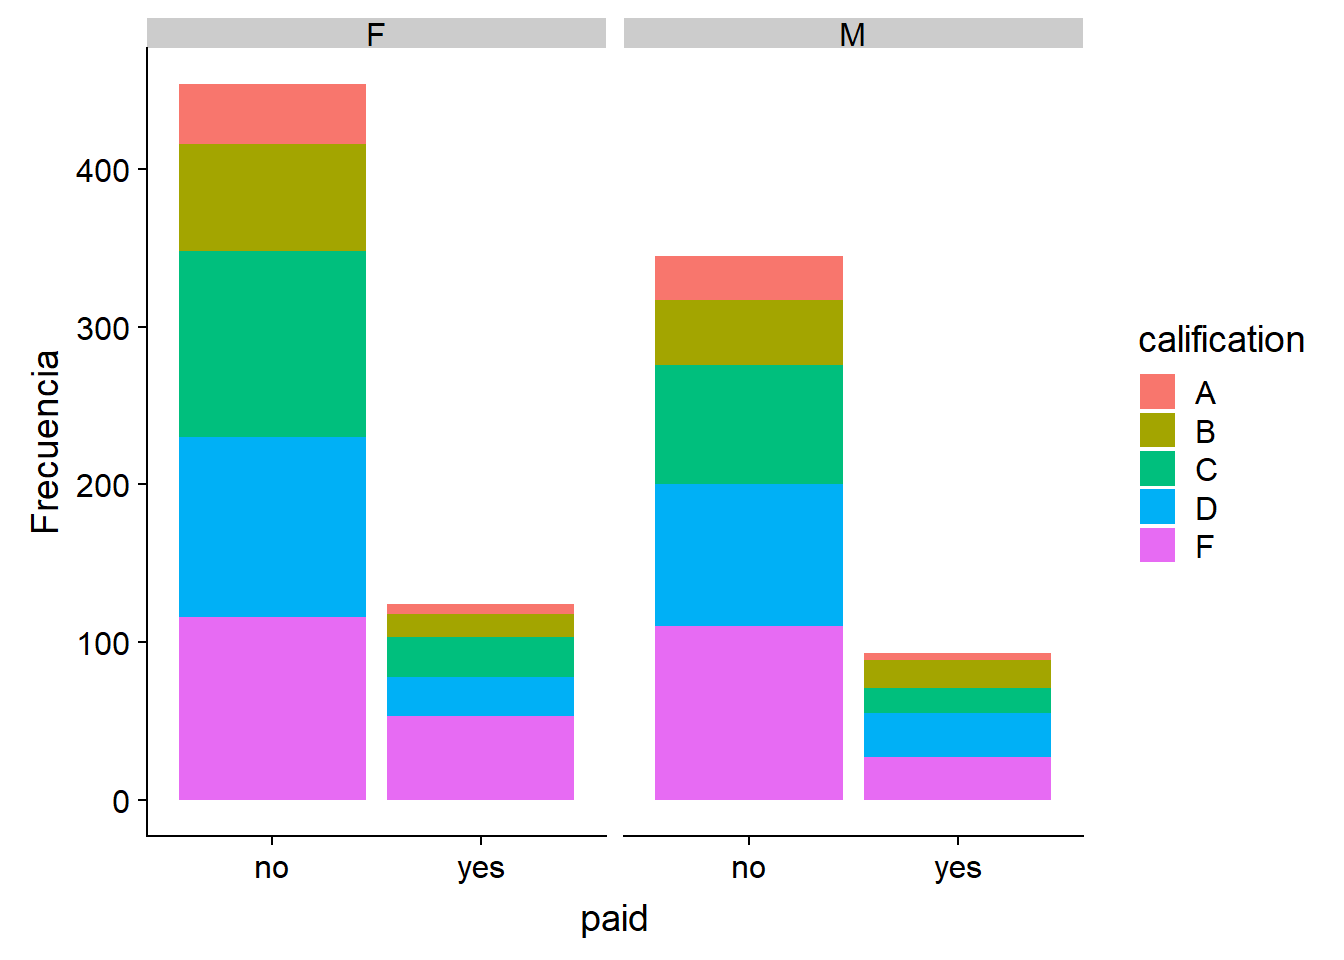 F
M
400
300
200
100
0
Frecuencia
no
yes
no
yes
paid
calification
A
B
C
D
F